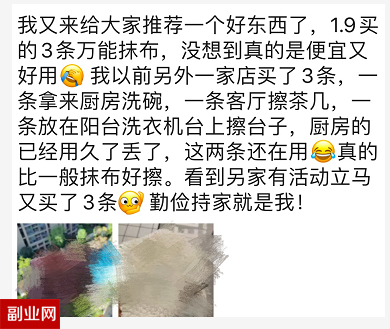 我又来给大家推荐一个好东西了，1.9买
的3条万能抹布，没想到真的是便宜又
好用🤣 我以前另外一家店买了3条，一
条拿来厨房洗碗，一条客厅擦茶几，一
条放在阳台洗衣机台上擦台子，厨房的
已经用久了丢了，这两条还在用😂真的
比一般抹布好擦。看到另家有活动立马
又买了3条🤭 勤俭持家就是我！
副业网